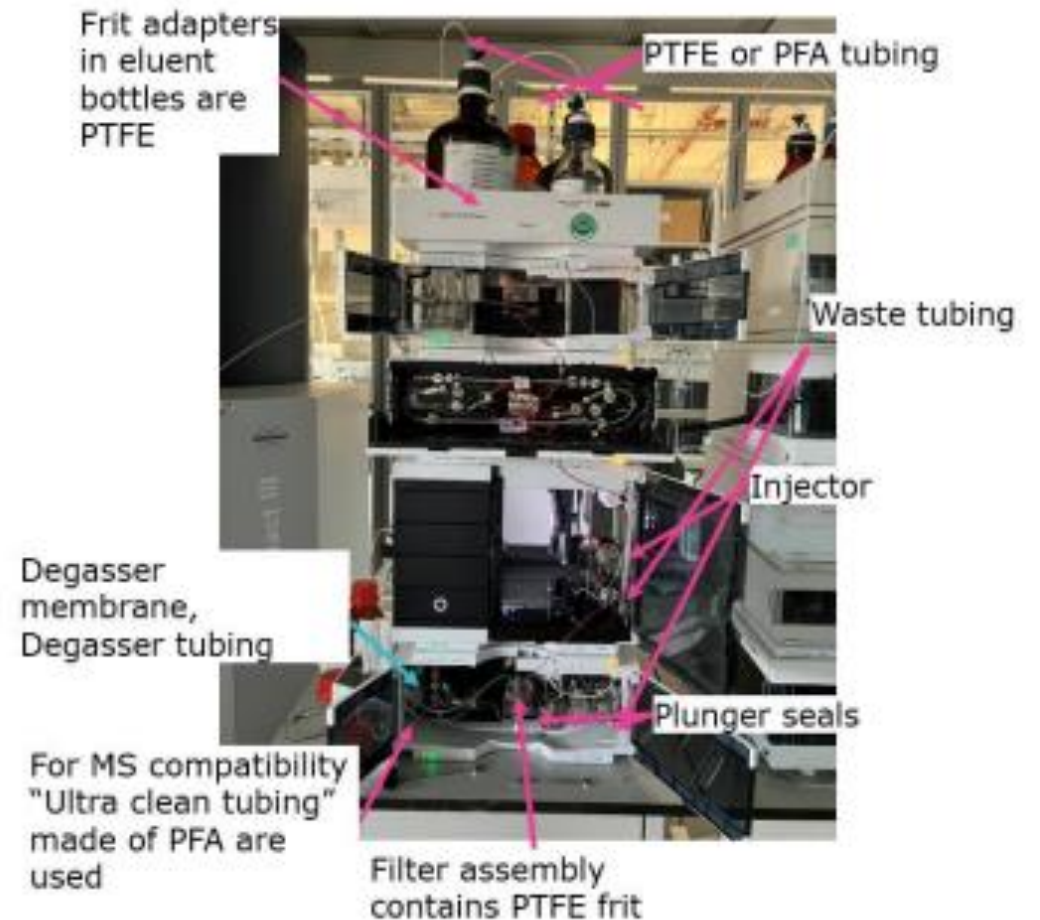 Frit adapters
in eluent
bottles are
PTFE
PTFE or PFA tubing
Waste tubing
Injector
Degasser
membrane,
Degasser tubing
Plunger seals
For MS compatibility
“Ultra clean tubing”
made of PFA are
used
Filter assembly
contains PTFE frit